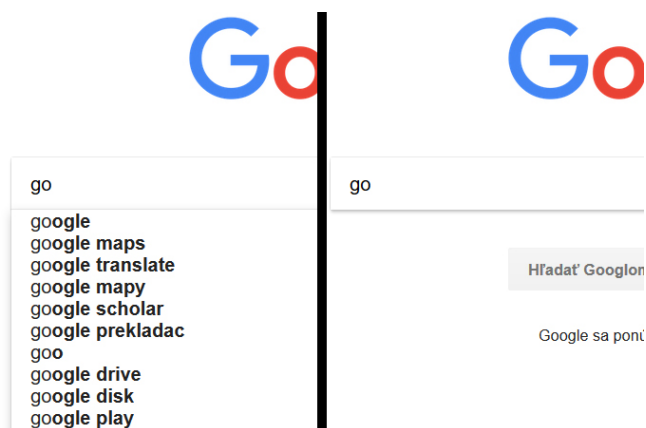 Go
go
google
google maps
google translate
google mapy
google scholar
google prekladac
goo
google drive
google disk
google play
Go
go
Hľadať Googlom
Google sa ponú